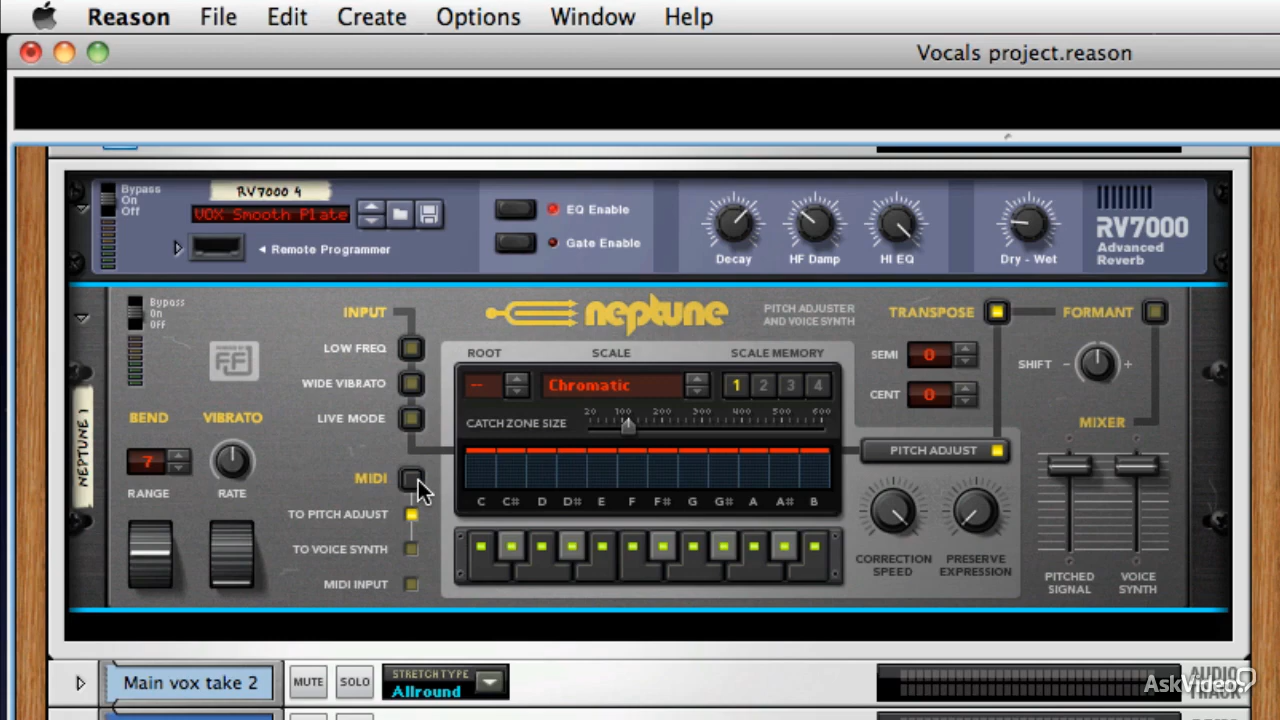 Reason File Edit Create Options Window Help
Vocals project.reason
Bypass
On
Off
RV7000 4
VOX Smooth Plate
Remote Programmer
EQ Enable
Gate Enable
Decay
HF Damp
HI EQ
Dry - Wet
RV7000
Advanced
Reverb
Bypass
On
Off
INPUT
LOW FREQ
WIDE VIBRATO
LIVE MODE
neptune
PITCH ADJUSTER
AND VOICE SYNTH
TRANSPOSE
FORMANT
ROOT
SCALE
SCALE MEMORY
--
Chromatic
1 2 3 4
CATCH ZONE SIZE
20 100 200 300 400 500 600
SEMI
0
CENT
0
SHIFT
- +
MIXER
NEPTUNE 1
BEND
VIBRATO
7
RANGE
RATE
MIDI
TO PITCH ADJUST
TO VOICE SYNTH
MIDI INPUT
C C# D D# E F F# G G# A A# B
PITCH ADJUST
CORRECTION
SPEED
PRESERVE
EXPRESSION
PITCHED
SIGNAL
VOICE
SYNTH
Main vox take 2
MUTE
SOLO
STRETCH TYPE
Allround
AUDIO
TRACK
AskVideo